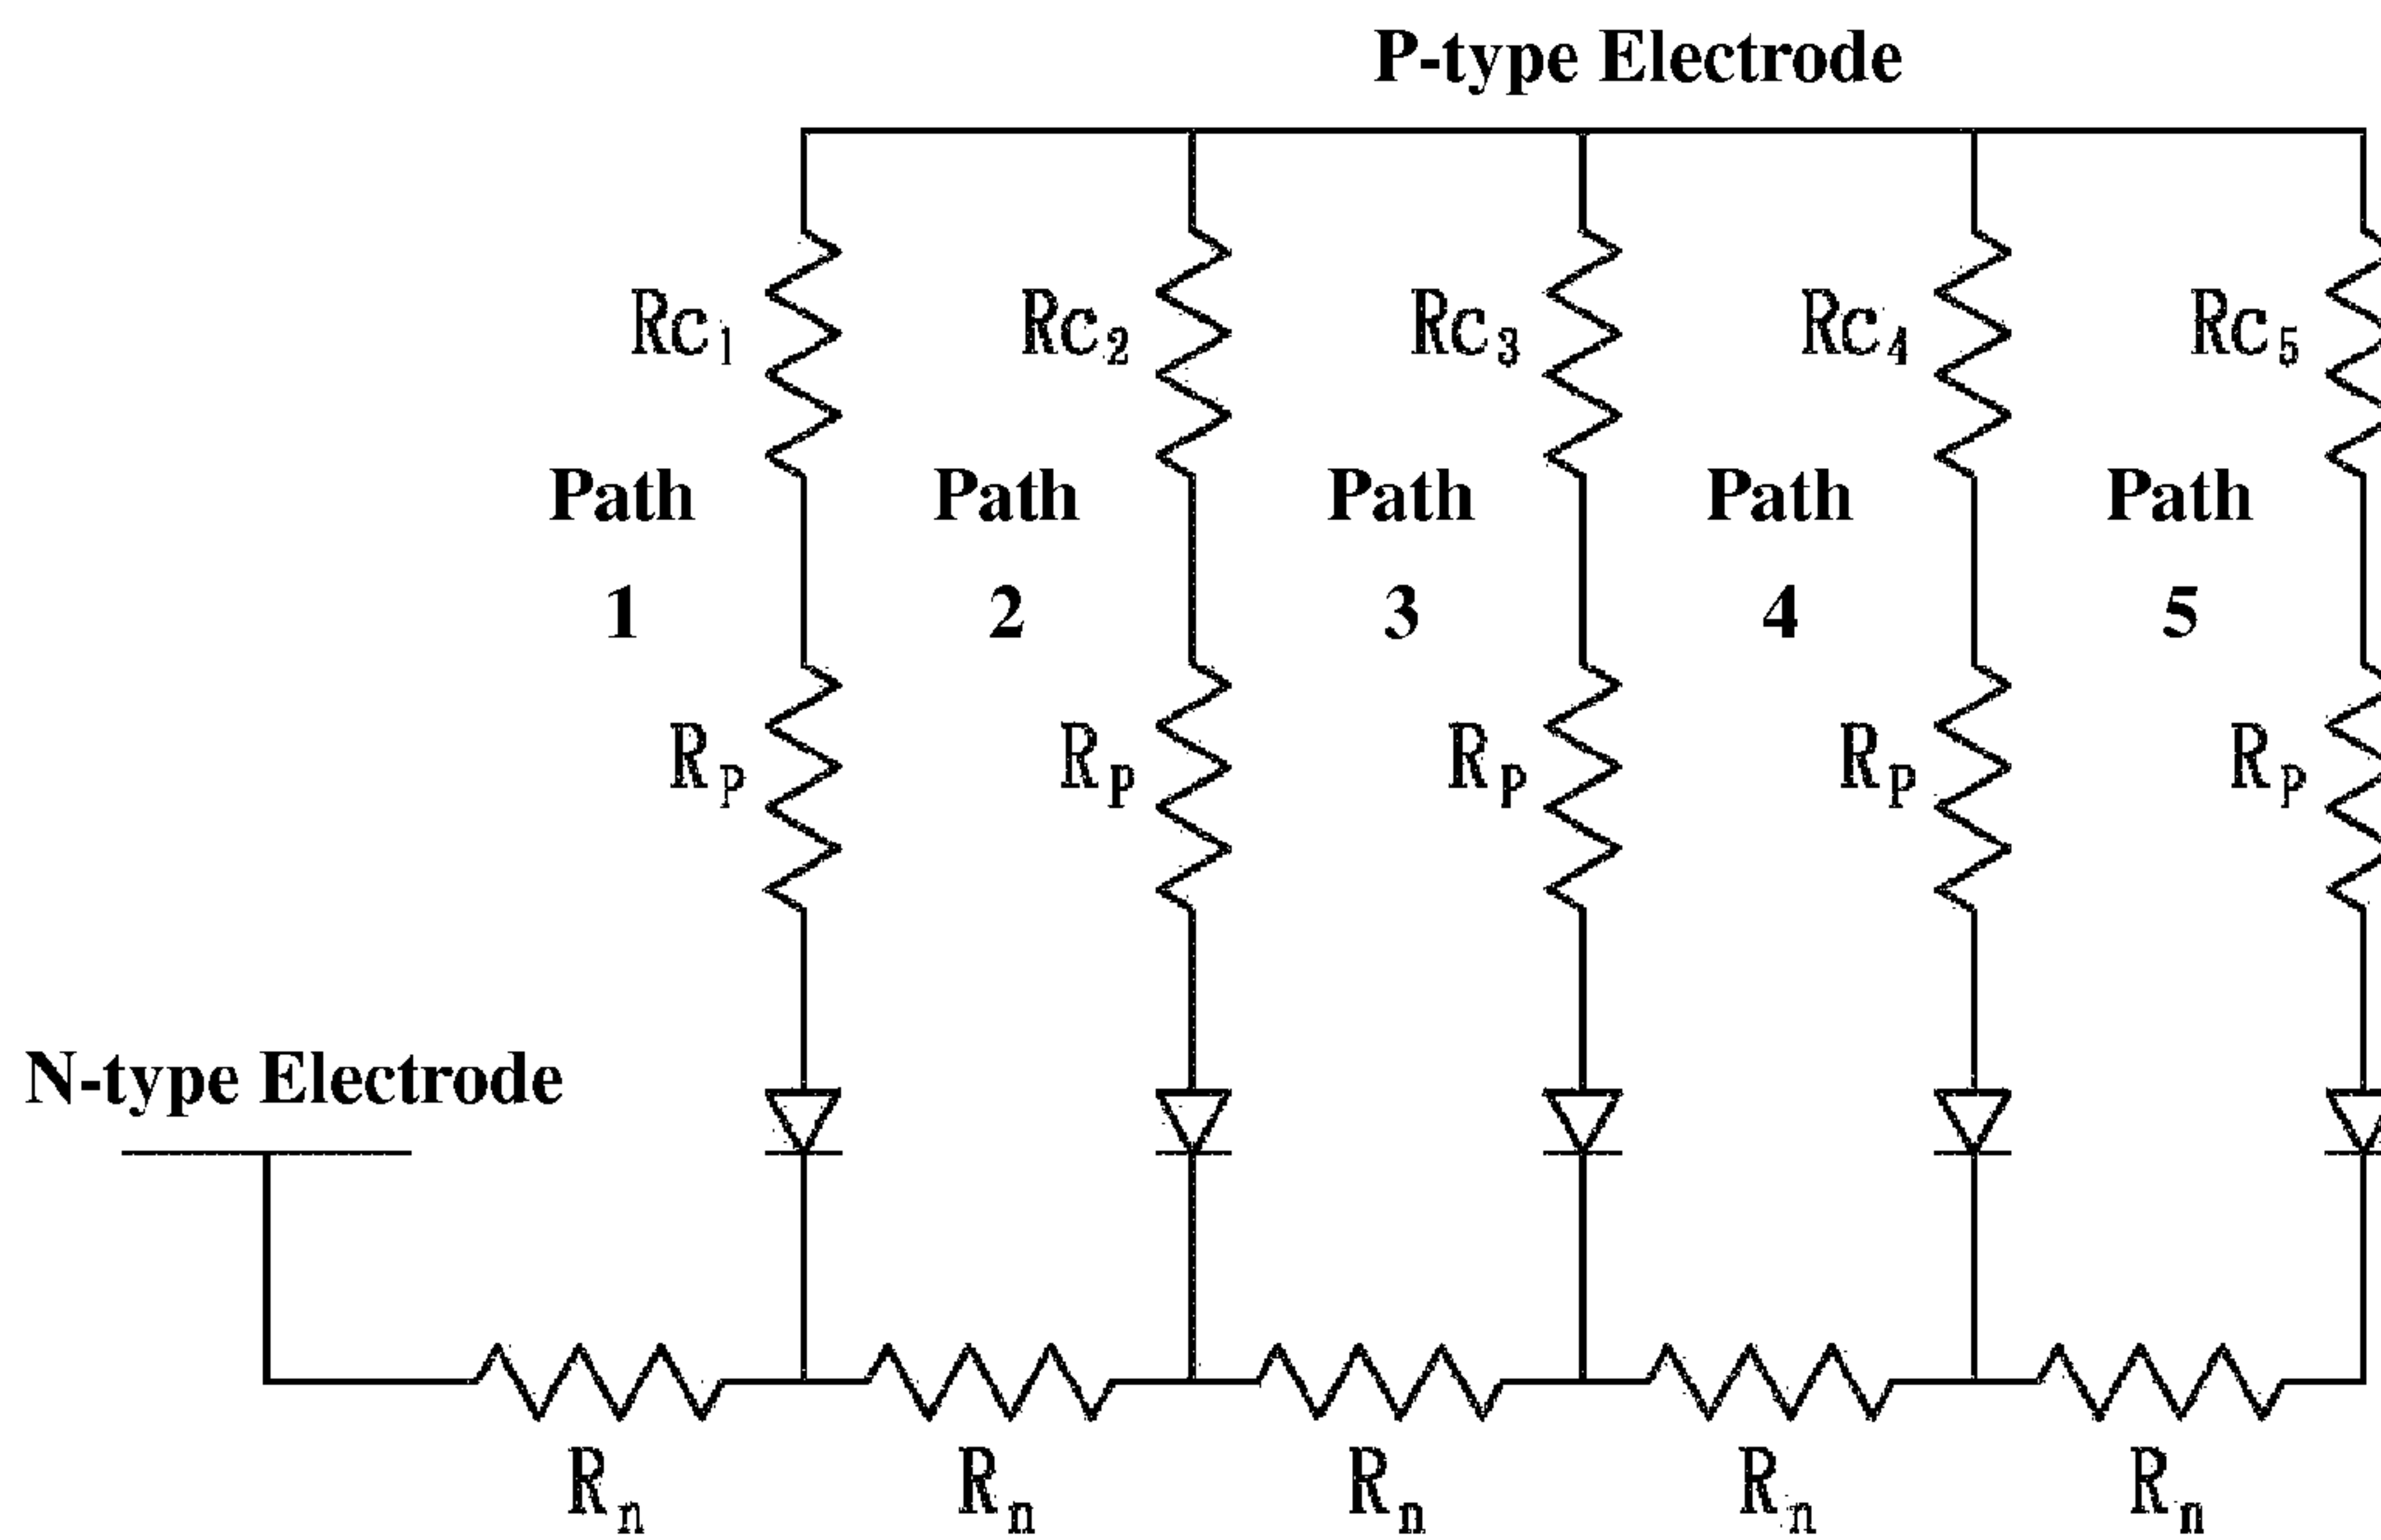 P-type Electrode
Rc1 Rc2 Rc3 Rc4 Rc5
Path Path Path Path Path
1 2 3 4 5
RP RP RP RP RP
N-type Electrode
Rn Rn Rn Rn Rn